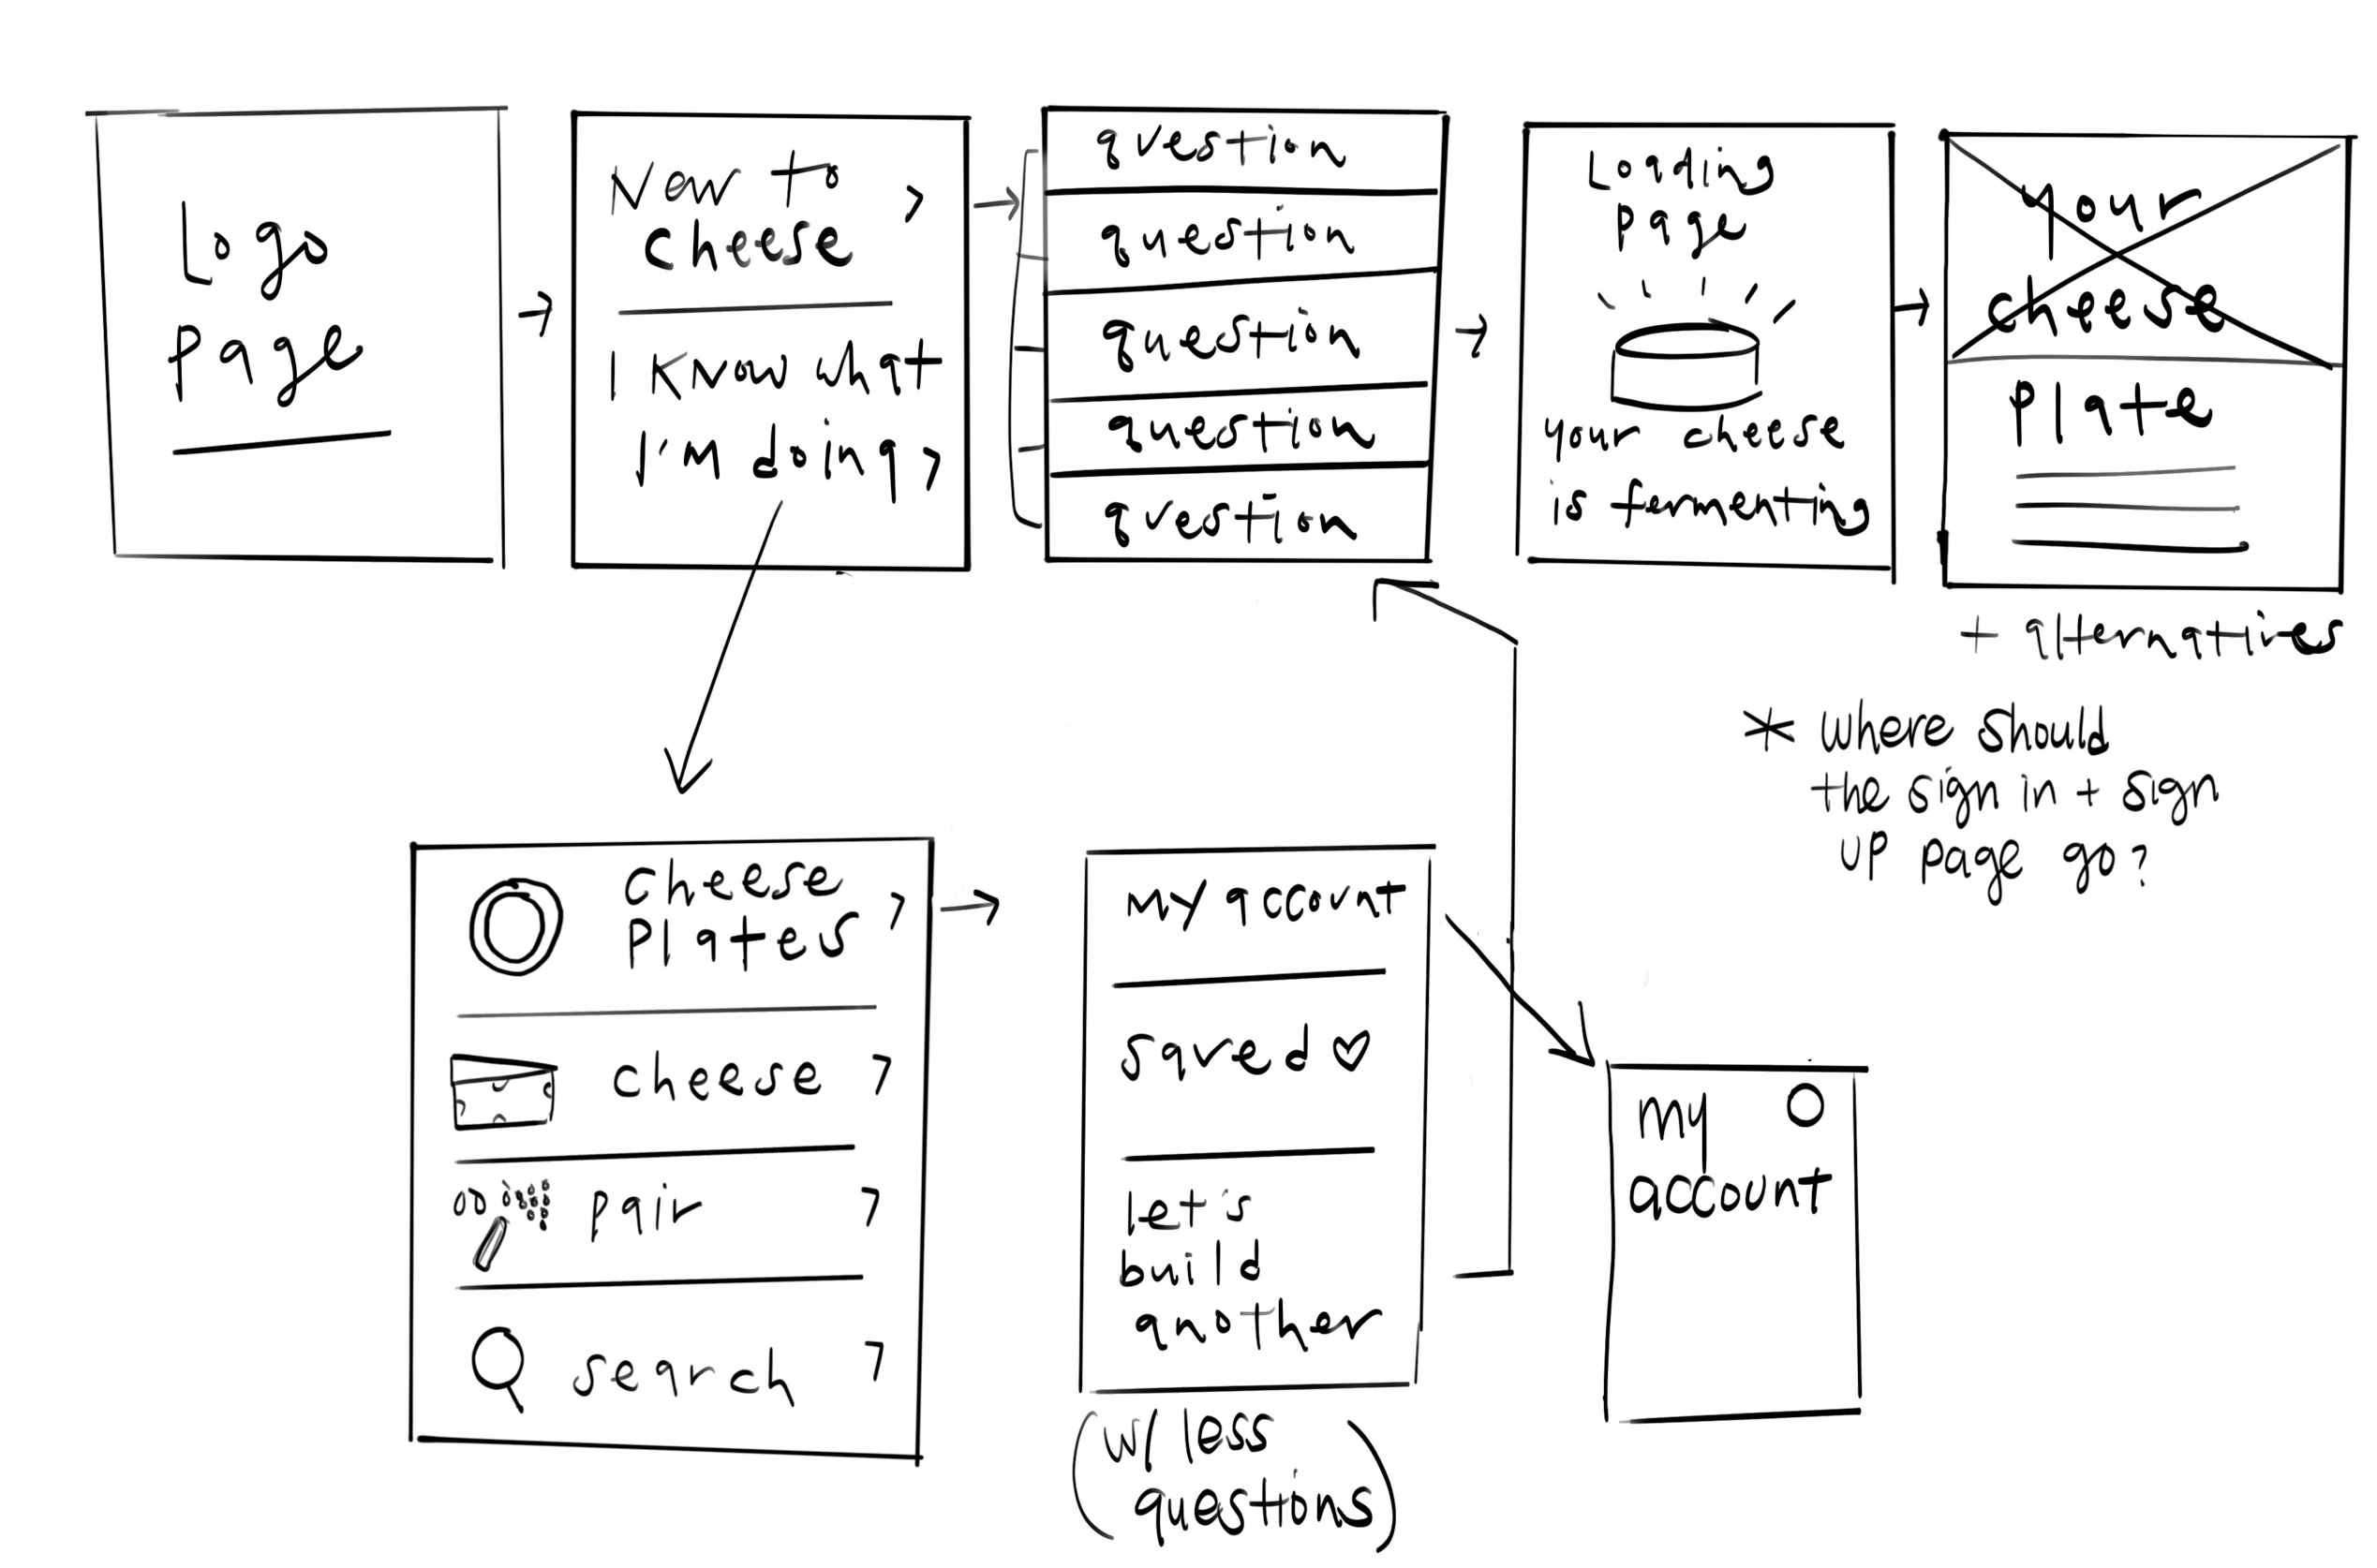 Logo
page
New to
cheese
I know what
I'm doing
question
question
question
question
question
Loading
page
your cheese
is fermenting
your
cheese
plate
+ alternatives
* where should
the sign in + sign
up page go?
cheese
plates
cheese
pair
search
my account
saved ♡
let's
build
another
(w/ less
questions)
my
account